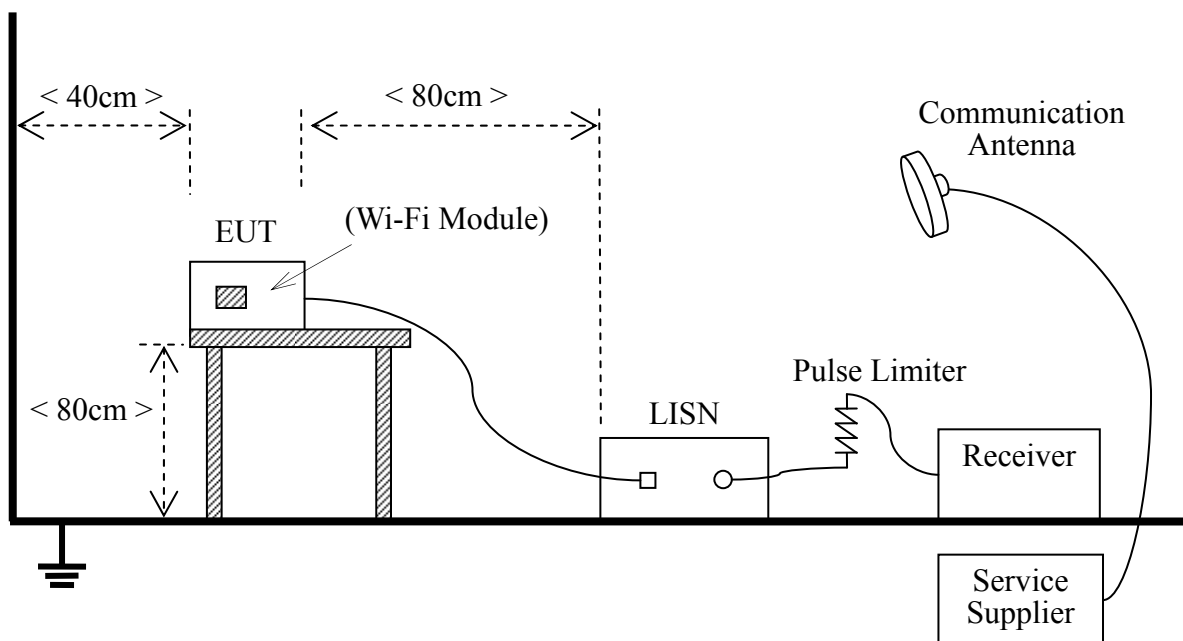 < 40cm >
< 80cm >
Communication
Antenna
(Wi-Fi Module)
EUT
Pulse Limiter
< 80cm >
LISN
Receiver
Service
Supplier